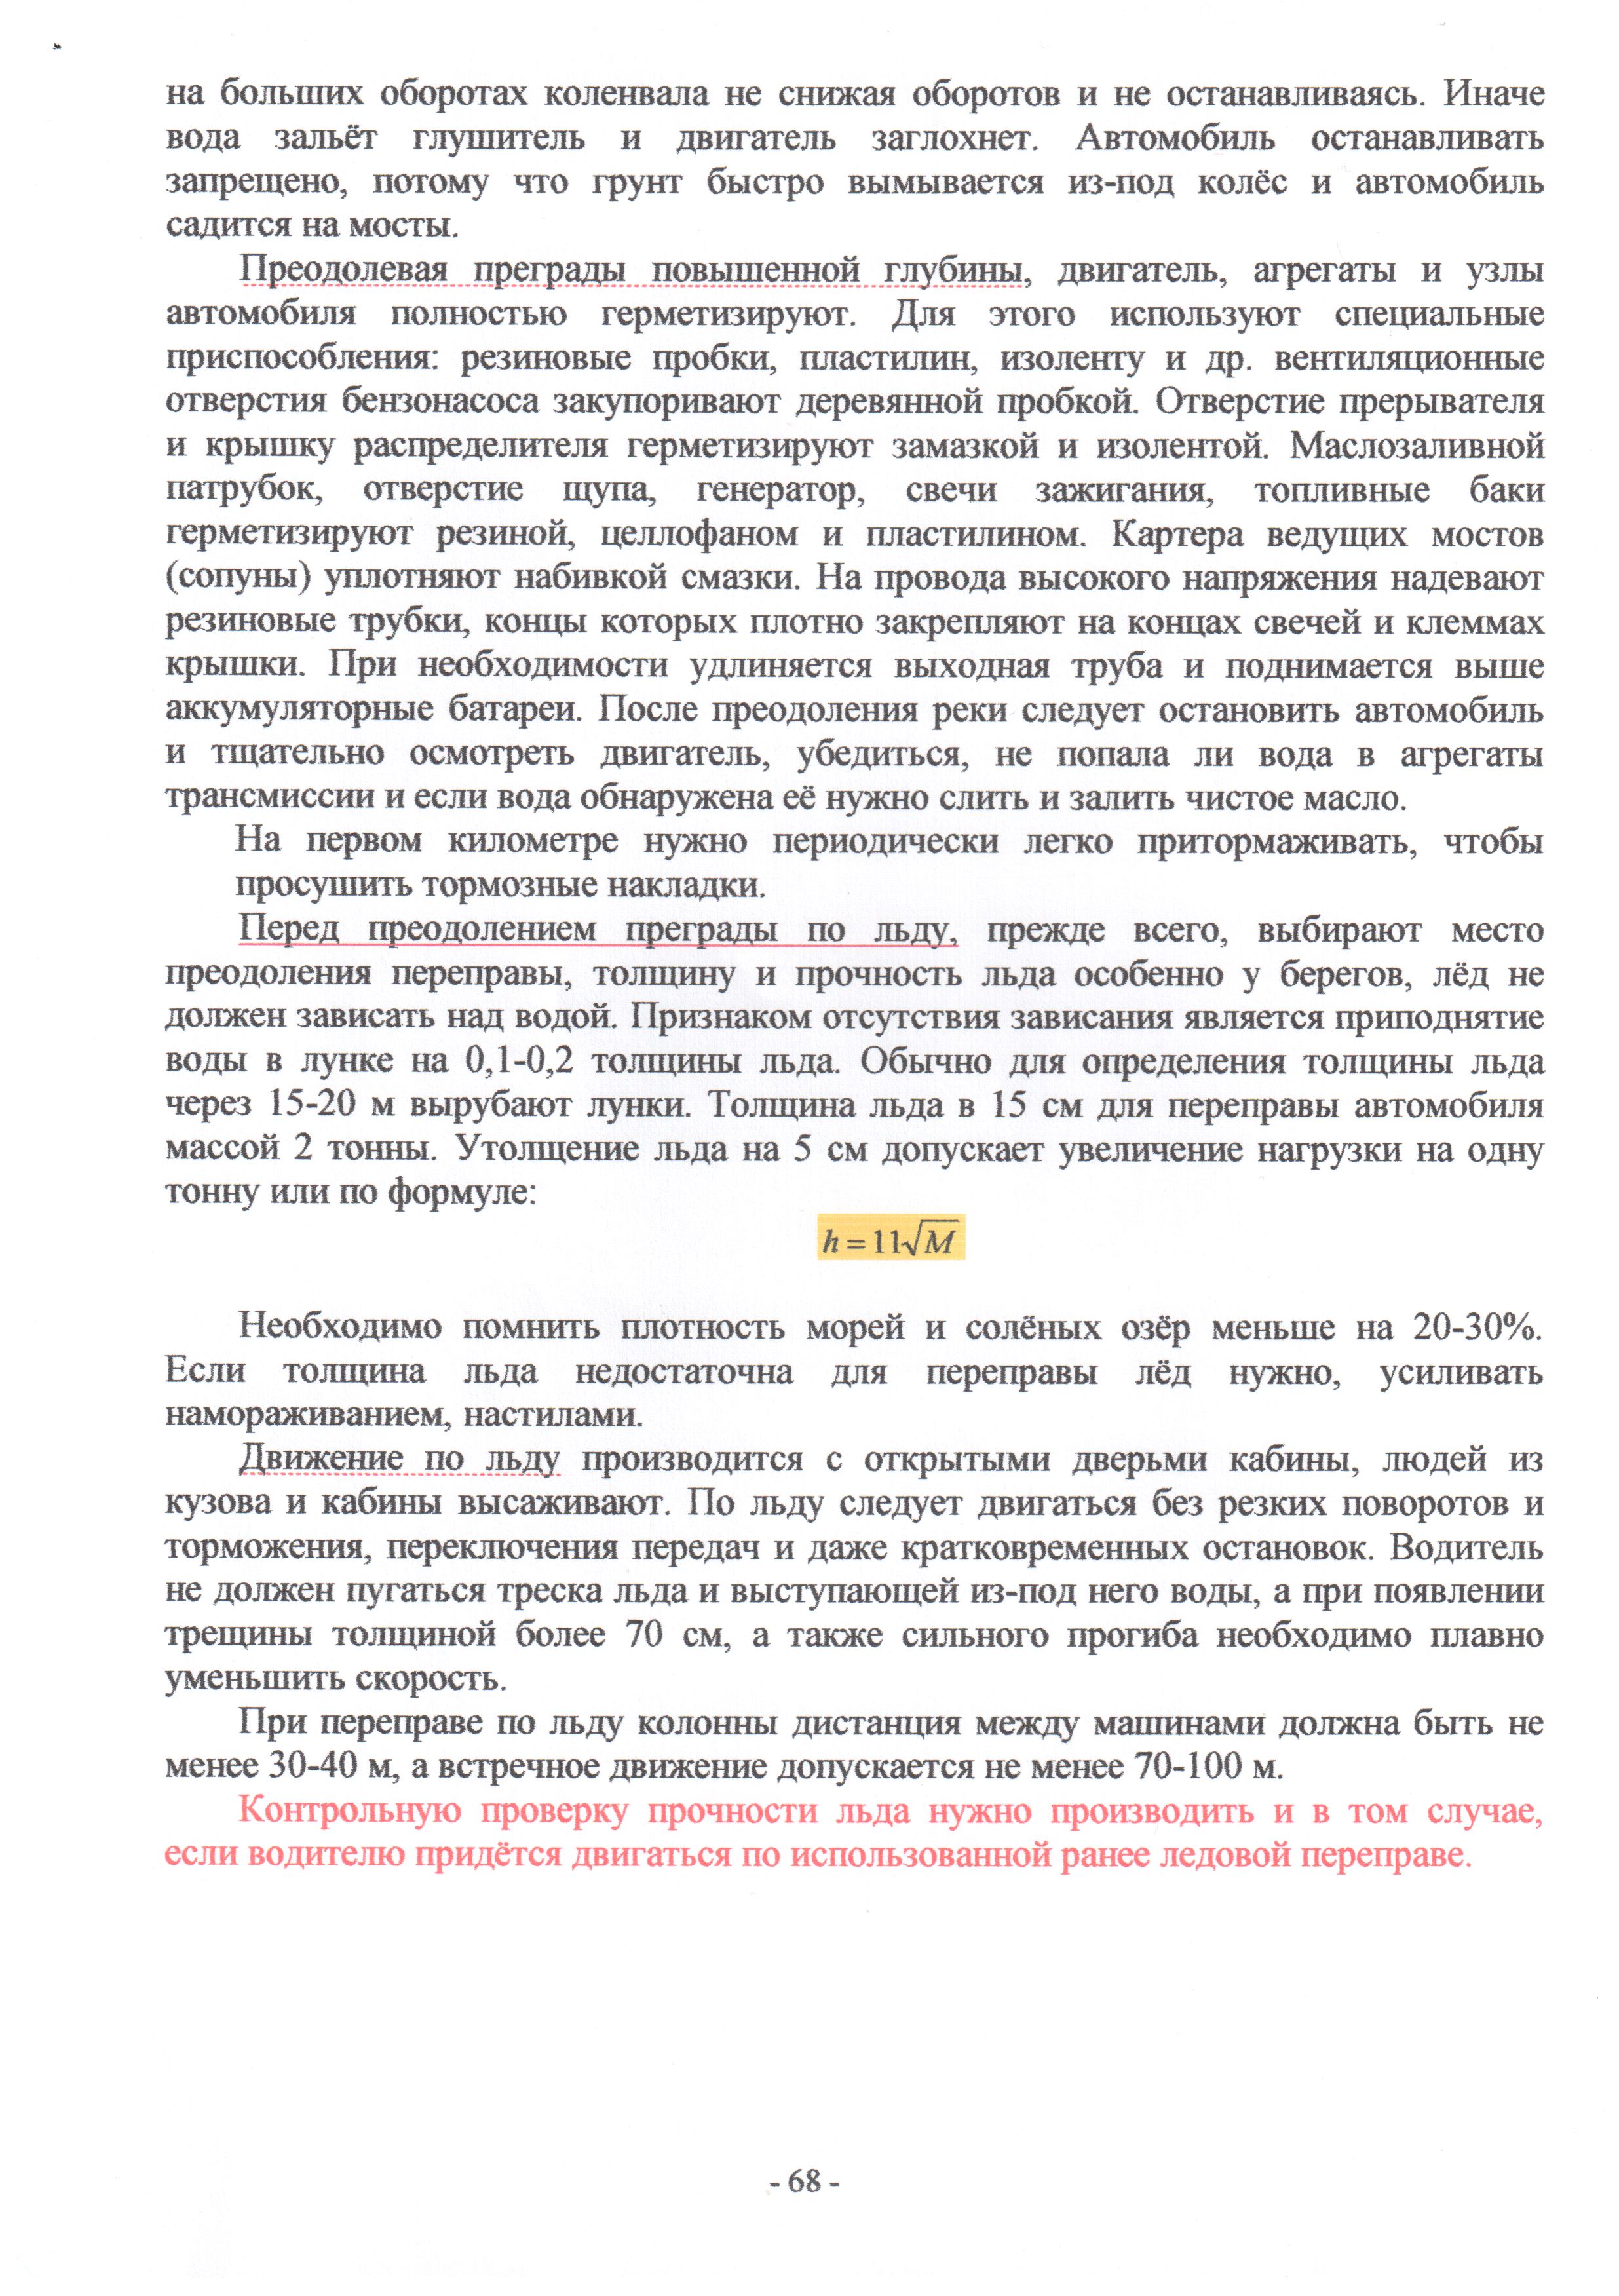 на больших оборотах коленвала не снижая оборотов и не останавливаясь. Иначе
вода зальёт глушитель и двигатель заглохнет. Автомобиль останавливать
запрещено, потому что грунт быстро вымывается из-под колёс и автомобиль
садится на мосты.
Преодолевая преграды повышенной глубины, двигатель, агрегаты и узлы
автомобиля полностью герметизируют. Для этого используют специальные
приспособления: резиновые пробки, пластилин, изоленту и др. вентиляционные
отверстия бензонасоса закупоривают деревянной пробкой. Отверстие прерывателя
и крышку распределителя герметизируют замазкой и изолентой. Маслозаливной
патрубок, отверстие щупа, генератор, свечи зажигания, топливные баки
герметизируют резиной, целлофаном и пластилином. Картера ведущих мостов
(сопуны) уплотняют набивкой смазки. На провода высокого напряжения надевают
резиновые трубки, концы которых плотно закрепляют на концах свечей и клеммах
крышки. При необходимости удлиняется выходная труба и поднимается выше
аккумуляторные батареи. После преодоления реки следует остановить автомобиль
и тщательно осмотреть двигатель, убедиться, не попала ли вода в агрегаты
трансмиссии и если вода обнаружена её нужно слить и залить чистое масло.
На первом километре нужно периодически легко притормаживать, чтобы
просушить тормозные накладки.
Перед преодолением преграды по льду, прежде всего, выбирают место
преодоления переправы, толщину и прочность льда особенно у берегов, лёд не
должен зависать над водой. Признаком отсутствия зависания является приподнятие
воды в лунке на 0,1-0,2 толщины льда. Обычно для определения толщины льда
через 15-20 м вырубают лунки. Толщина льда в 15 см для переправы автомобиля
массой 2 тонны. Утолщение льда на 5 см допускает увеличение нагрузки на одну
тонну или по формуле:
h = 11√M
Необходимо помнить плотность морей и солёных озёр меньше на 20-30%.
Если толщина льда недостаточна для переправы лёд нужно, усиливать
намораживанием, настилами.
Движение по льду производится с открытыми дверьми кабины, людей из
кузова и кабины высаживают. По льду следует двигаться без резких поворотов и
торможения, переключения передач и даже кратковременных остановок. Водитель
не должен пугаться треска льда и выступающей из-под него воды, а при появлении
трещины толщиной более 70 см, а также сильного прогиба необходимо плавно
уменьшить скорость.
При переправе по льду колонны дистанция между машинами должна быть не
менее 30-40 м, а встречное движение допускается не менее 70-100 м.
Контрольную проверку прочности льда нужно производить и в том случае,
если водителю придётся двигаться по использованной ранее ледовой переправе.
- 68 -